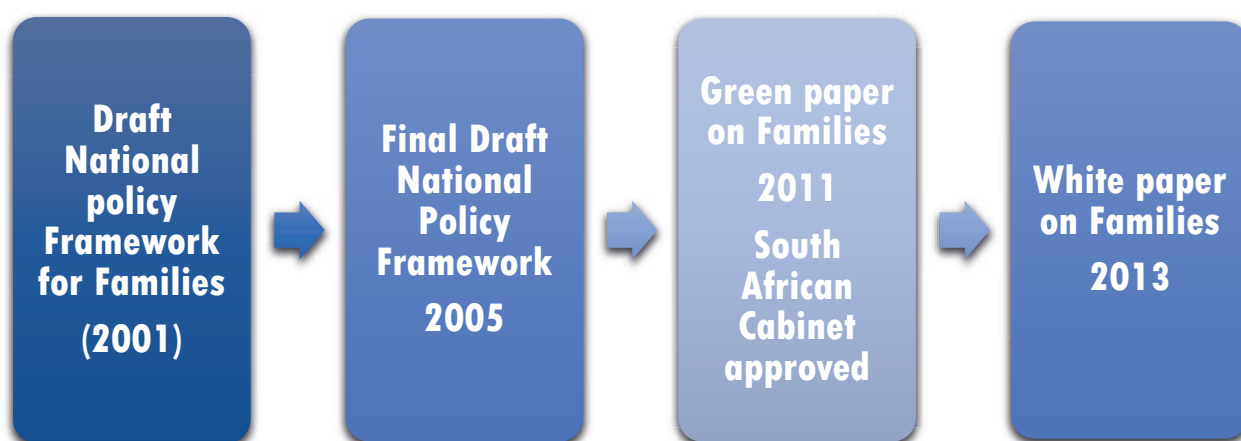 Draft
National
policy
Framework
for Families
(2001)
Final Draft
National
Policy
Framework
2005
Green paper
on Families
2011
South
African
Cabinet
approved
White paper
on Families
2013